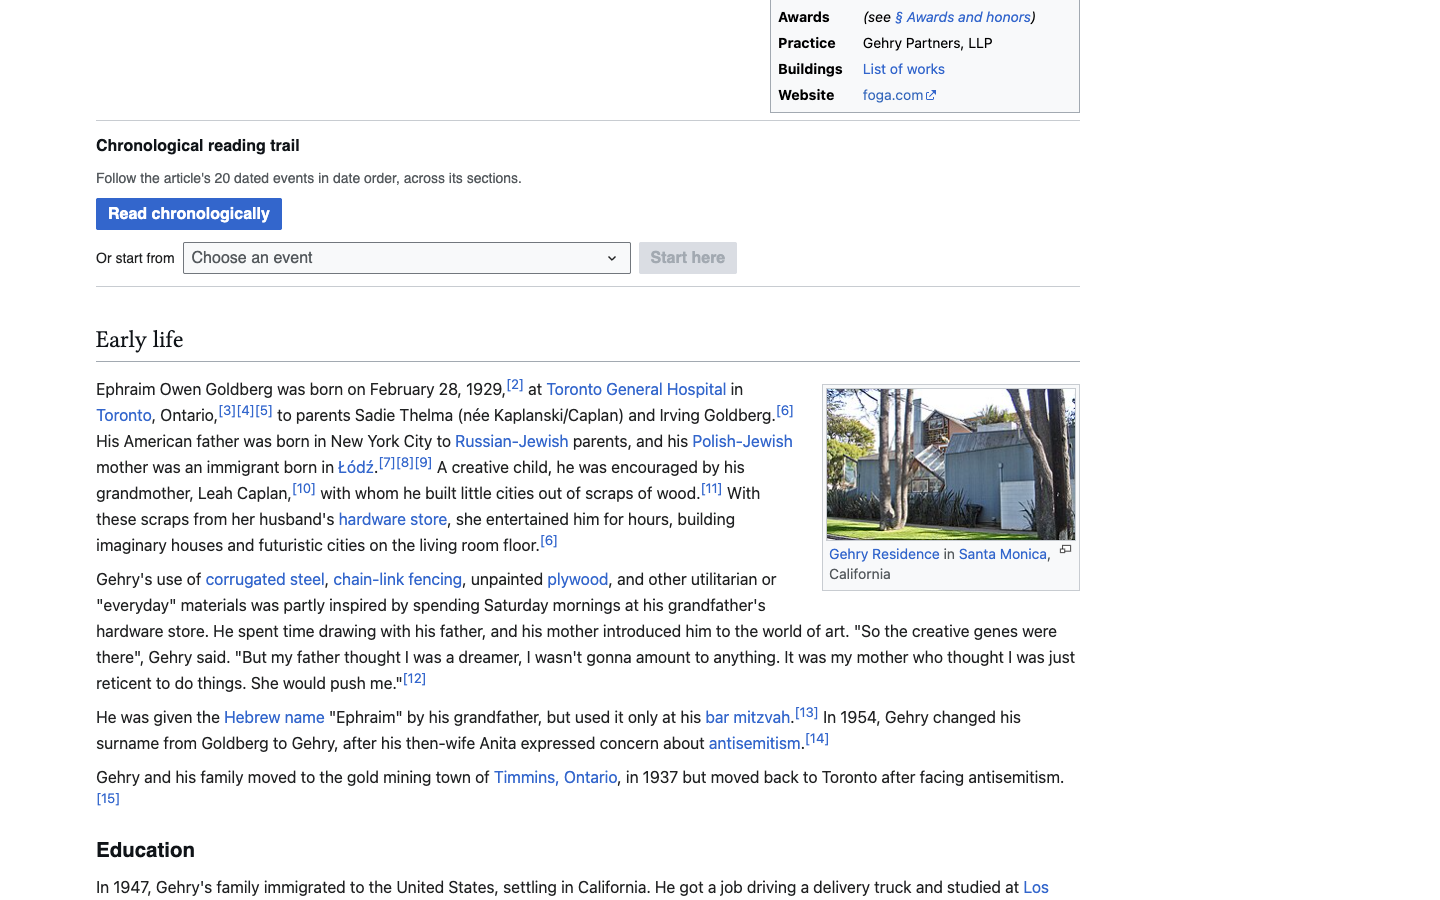 Awards (see § Awards and honors)
Practice Gehry Partners, LLP
Buildings List of works
Website foga.com
Chronological reading trail
Follow the article's 20 dated events in date order, across its sections.
Read chronologically
Or start from Choose an event Start here
Early life
Ephraim Owen Goldberg was born on February 28, 1929,[2] at Toronto General Hospital in
Toronto, Ontario,[3][4][5] to parents Sadie Thelma (née Kaplanski/Caplan) and Irving Goldberg.[6]
His American father was born in New York City to Russian-Jewish parents, and his Polish-Jewish
mother was an immigrant born in Łódź.[7][8][9] A creative child, he was encouraged by his
grandmother, Leah Caplan,[10] with whom he built little cities out of scraps of wood.[11] With
these scraps from her husband's hardware store, she entertained him for hours, building
imaginary houses and futuristic cities on the living room floor.[6]
Gehry Residence in Santa Monica,
California
Gehry's use of corrugated steel, chain-link fencing, unpainted plywood, and other utilitarian or
"everyday" materials was partly inspired by spending Saturday mornings at his grandfather's
hardware store. He spent time drawing with his father, and his mother introduced him to the world of art. "So the creative genes were
there", Gehry said. "But my father thought I was a dreamer, I wasn't gonna amount to anything. It was my mother who thought I was just
reticent to do things. She would push me."[12]
He was given the Hebrew name "Ephraim" by his grandfather, but used it only at his bar mitzvah.[13] In 1954, Gehry changed his
surname from Goldberg to Gehry, after his then-wife Anita expressed concern about antisemitism.[14]
Gehry and his family moved to the gold mining town of Timmins, Ontario, in 1937 but moved back to Toronto after facing antisemitism.
[15]
Education
In 1947, Gehry's family immigrated to the United States, settling in California. He got a job driving a delivery truck and studied at Los